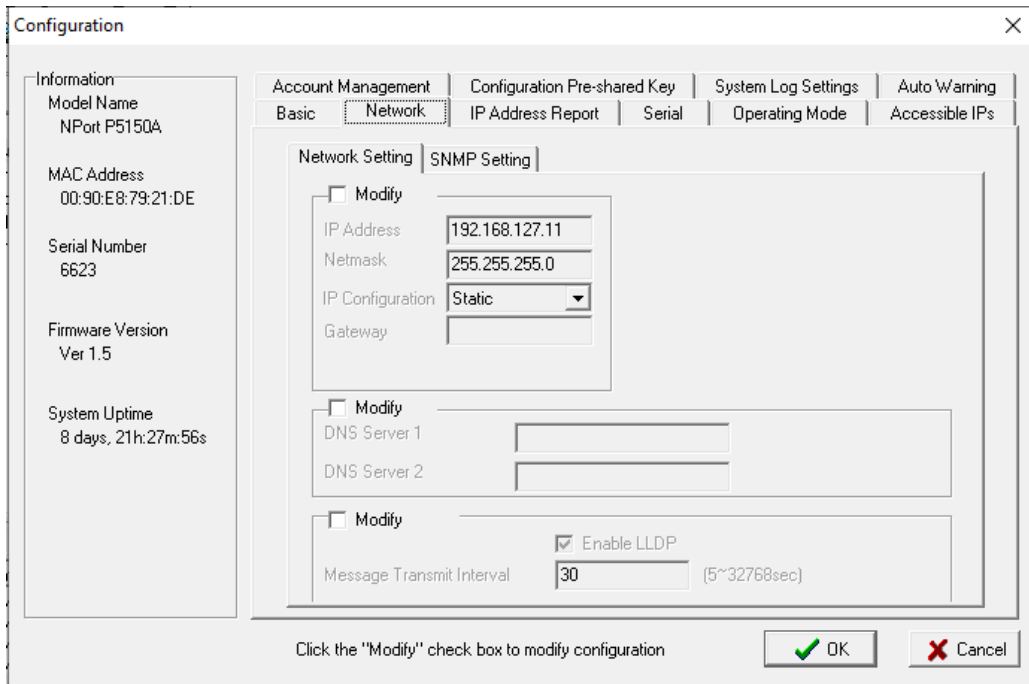 Configuration
Information
Model Name
NPort P5150A
MAC Address
00:90:E8:79:21:DE
Serial Number
6623
Firmware Version
Ver 1.5
System Uptime
8 days, 21h:27m:56s
Account Management
Configuration Pre-shared Key
System Log Settings
Auto Warning
Basic
Network
IP Address Report
Serial
Operating Mode
Accessible IPs
Network Setting
SNMP Setting
Modify
IP Address
192.168.127.11
Netmask
255.255.255.0
IP Configuration
Static
Gateway
Modify
DNS Server 1
DNS Server 2
Modify
Enable LLDP
Message Transmit Interval
30
(5~32768sec)
Click the "Modify" check box to modify configuration
OK
Cancel